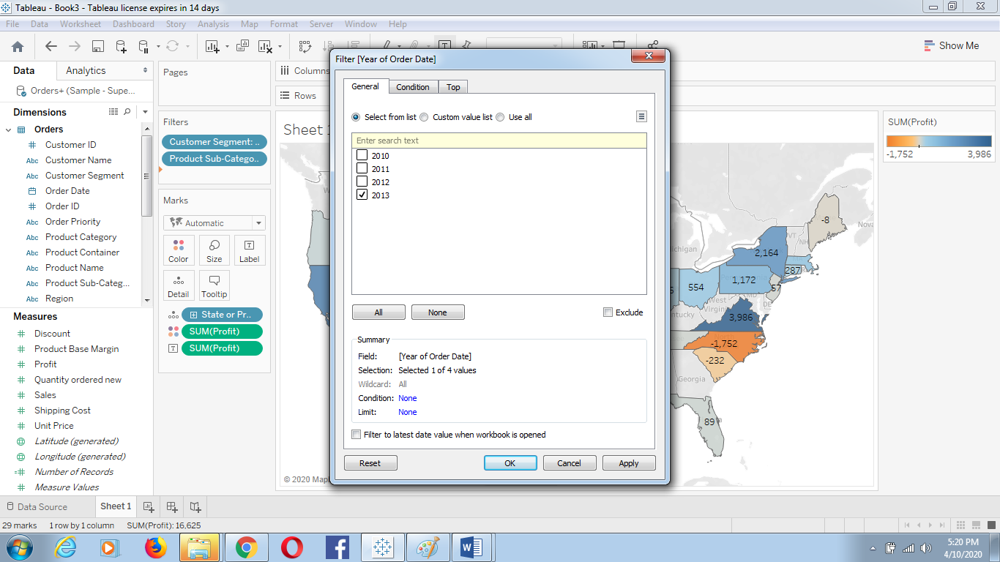 Tableau - Book3 - Tableau license expires in 14 days
File Data Worksheet Dashboard Story Analysis Map Format Server Window Help
Show Me
Data Analytics
Orders+ (Sample - Supe...
Dimensions
Orders
Customer ID
Abc Customer Name
Abc Customer Segment
Order Date
Order ID
Abc Order Priority
Abc Product Category
Abc Product Container
Abc Product Name
Abc Product Sub-Categ...
Abc Region
Measures
Discount
Product Base Margin
Profit
Quantity ordered new
Sales
Shipping Cost
Unit Price
Latitude (generated)
Longitude (generated)
Number of Records
Measure Values
Pages
Filters
Customer Segment: ..
Product Sub-Catego..
Marks
Automatic
Color Size Label
Detail Tooltip
State or Pr..
SUM(Profit)
SUM(Profit)
Columns
Rows
Sheet 1
Filter [Year of Order Date]
General Condition Top
Select from list Custom value list Use all
Enter search text
2010
2011
2012
2013
All None Exclude
Summary
Field: [Year of Order Date]
Selection: Selected 1 of 4 values
Wildcard: All
Condition: None
Limit: None
Filter to latest date value when workbook is opened
Reset OK Cancel Apply
-8
Nova
VT
NH
2,164
287
1,172
554
57
West
Virginia
DE
3,986
-1,752
-232
Georgia
89
© 2020 Map
SUM(Profit)
-1,752 3,986
Data Source Sheet 1
29 marks 1 row by 1 column SUM(Profit): 16,625
5:20 PM
4/10/2020